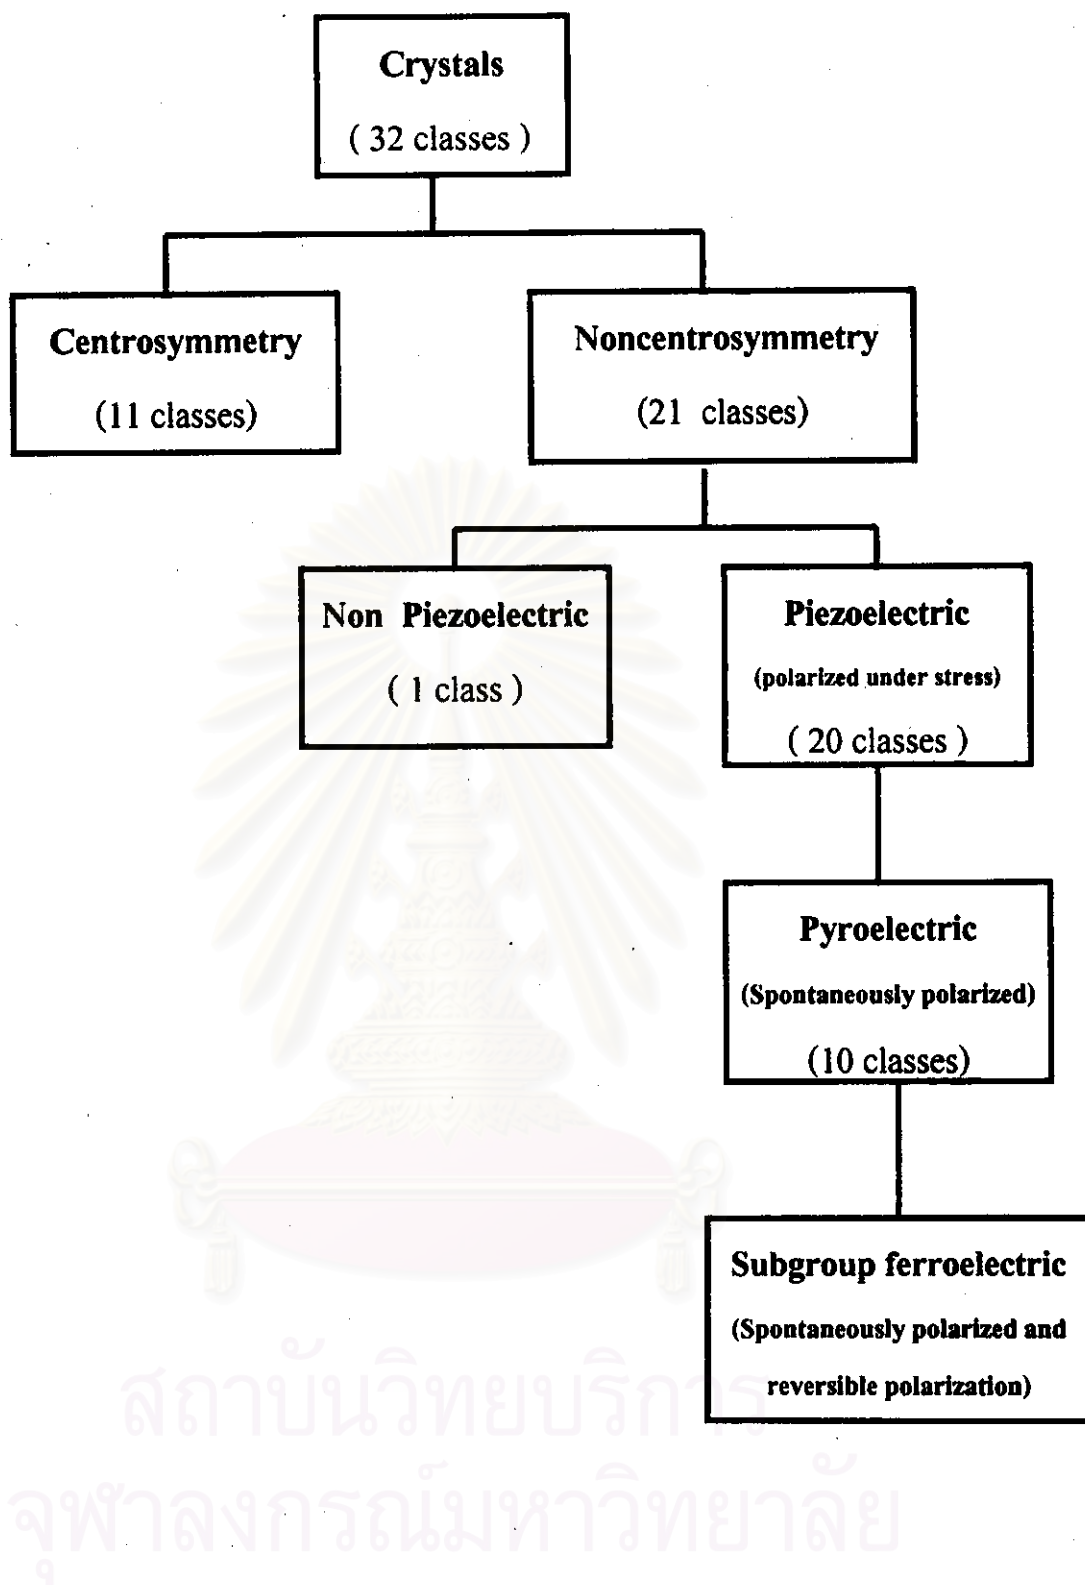 Crystals
( 32 classes )
Centrosymmetry
(11 classes)
Noncentrosymmetry
(21 classes)
Non Piezoelectric
( 1 class )
Piezoelectric
(polarized under stress)
( 20 classes )
Pyroelectric
(Spontaneously polarized)
(10 classes)
Subgroup ferroelectric
(Spontaneously polarized and
reversible polarization)
สถาบันวิทยบริการ
จุฬาลงกรณ์มหาวิทยาลัย